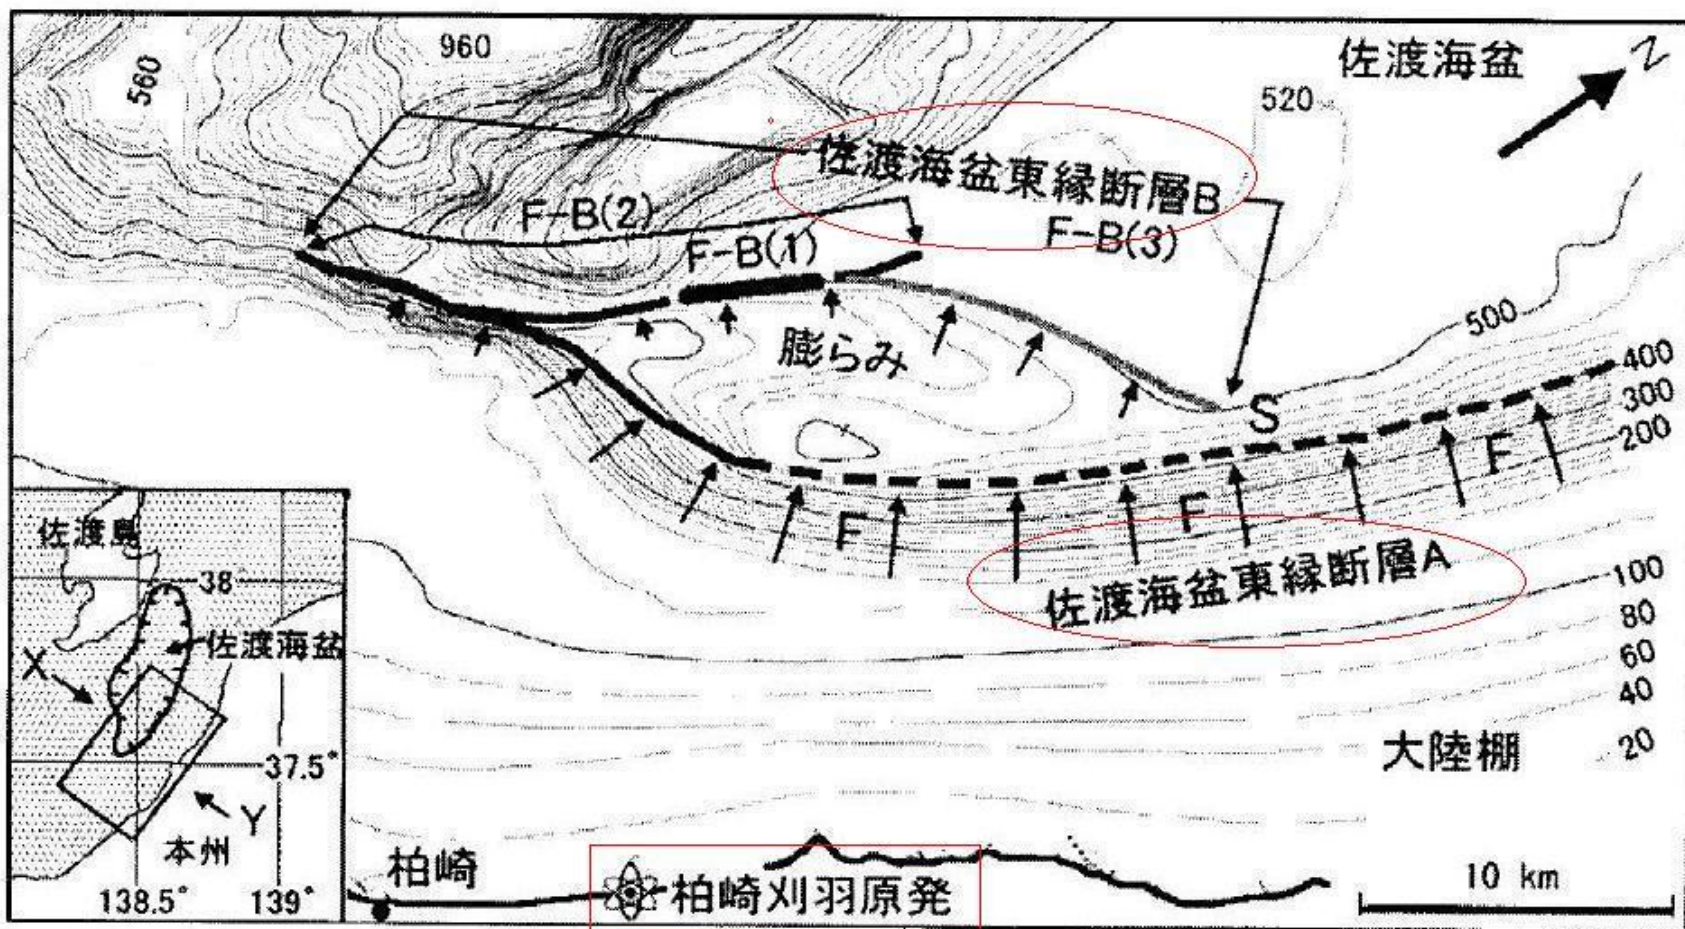 960
560
佐渡海盆
N
520
佐渡海盆東縁断層B
F-B(2)
F-B(1)
F-B(3)
膨らみ
500
400
300
200
S
F
F
F
佐渡海盆東縁断層A
100
80
60
40
20
大陸棚
佐渡島
38°
佐渡海盆
X
37.5°
Y
本州
138.5°
139°
柏崎
柏崎刈羽原発
10 km